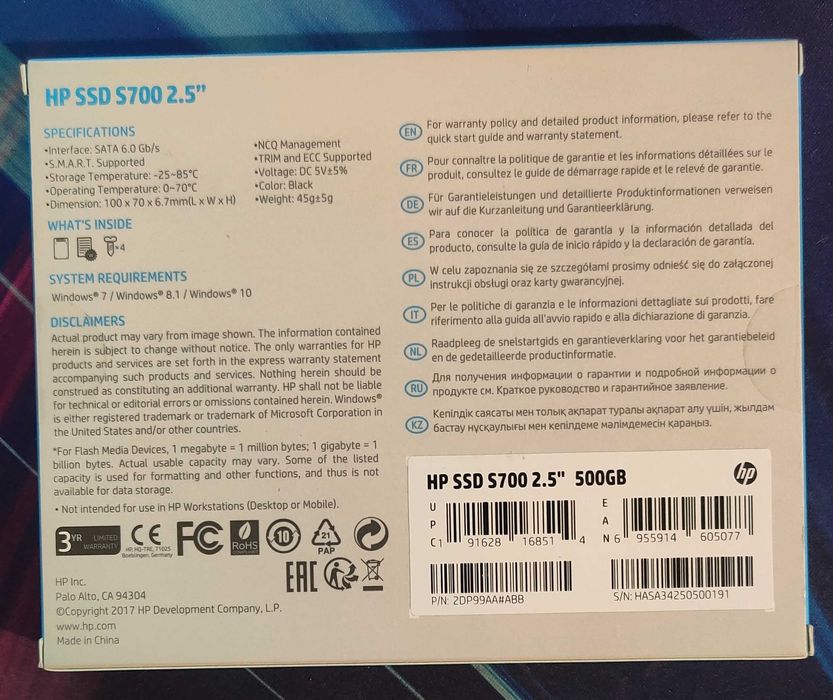 HP SSD S700 2.5"
SPECIFICATIONS
•Interface: SATA 6.0 Gb/s
•S.M.A.R.T. Supported
•Storage Temperature: -25~85°C
•Operating Temperature: 0~70°C
•Dimension: 100 x 70 x 6.7mm(L x W x H)
•NCQ Management
•TRIM and ECC Supported
•Voltage: DC 5V±5%
•Color: Black
•Weight: 45g±5g
WHAT'S INSIDE
×4
SYSTEM REQUIREMENTS
Windows® 7 / Windows® 8.1 / Windows® 10
DISCLAIMERS
Actual product may vary from image shown. The information contained
herein is subject to change without notice. The only warranties for HP
products and services are set forth in the express warranty statement
accompanying such products and services. Nothing herein should be
construed as constituting an additional warranty. HP shall not be liable
for technical or editorial errors or omissions contained herein. Windows®
is either registered trademark or trademark of Microsoft Corporation in
the United States and/or other countries.
*For Flash Media Devices, 1 megabyte = 1 million bytes; 1 gigabyte = 1
billion bytes. Actual usable capacity may vary. Some of the listed
capacity is used for formatting and other functions, and thus is not
available for data storage.
• Not intended for use in HP Workstations (Desktop or Mobile).
3YR LIMITED
WARRANTY
CE
HP, HQ-TRE, 71025
Boeblingen, Germany
FC
RoHS
10
21
PAP
EAC
HP Inc.
Palo Alto, CA 94304
©Copyright 2017 HP Development Company, L.P.
www.hp.com
Made in China
EN For warranty policy and detailed product information, please refer to the
quick start guide and warranty statement.
FR Pour connaître la politique de garantie et les informations détaillées sur le
produit, consultez le guide de démarrage rapide et le relevé de garantie.
DE Für Garantieleistungen und detaillierte Produktinformationen verweisen
wir auf die Kurzanleitung und Garantieerklärung.
ES Para conocer la política de garantía y la información detallada del
producto, consulte la guía de inicio rápido y la declaración de garantía.
PL W celu zapoznania się ze szczegółami prosimy odnieść się do załączonej
instrukcji obsługi oraz karty gwarancyjnej.
IT Per le politiche di garanzia e le informazioni dettagliate sui prodotti, fare
riferimento alla guida all'avvio rapido e alla dichiarazione di garanzia.
NL Raadpleeg de snelstartgids en garantieverklaring voor het garantiebeleid
en de gedetailleerde productinformatie.
RU Для получения информации о гарантии и подробной информации о
продукте см. Краткое руководство и гарантийное заявление.
KZ Кепіндік саясаты мен толық ақпарат туралы ақпарат алу үшін, жылдам
бастау нұсқаулығы мен кепілдеме мәлімдемесін қараңыз.
HP SSD S700 2.5" 500GB
hp
UPC 1 91628 16851 4
EAN 6 955914 605077
P/N: 2DP99AA#ABB
S/N: HASA34250500191